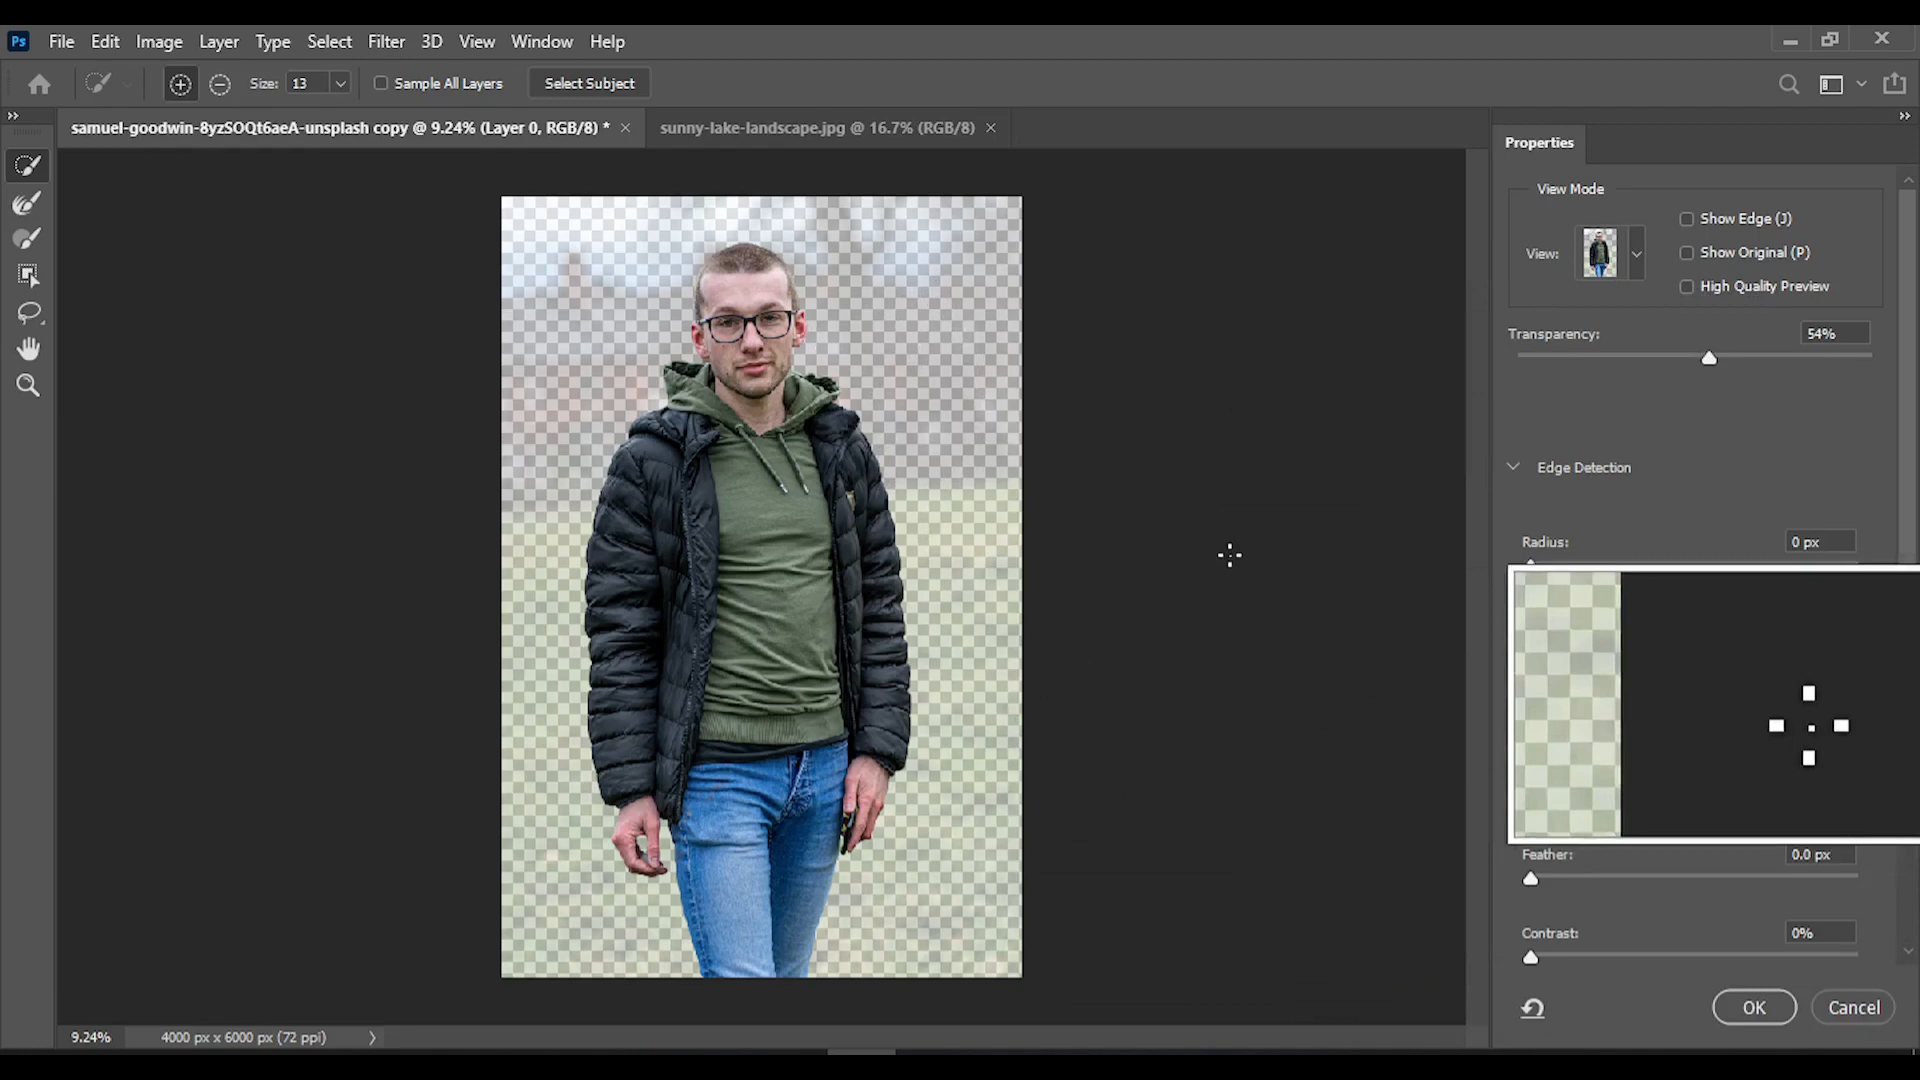 Ps File Edit Image Layer Type Select Filter 3D View Window Help
Size: 13 Sample All Layers Select Subject
samuel-goodwin-8yzSOQt6aeA-unsplash copy @ 9.24% (Layer 0, RGB/8) * sunny-lake-landscape.jpg @ 16.7% (RGB/8)
Properties
View Mode
Show Edge (J)
View:
Show Original (P)
High Quality Preview
Transparency: 54%
Edge Detection
Radius: 0 px
Feather: 0.0 px
Contrast: 0%
OK Cancel
9.24% 4000 px x 6000 px (72 ppi)